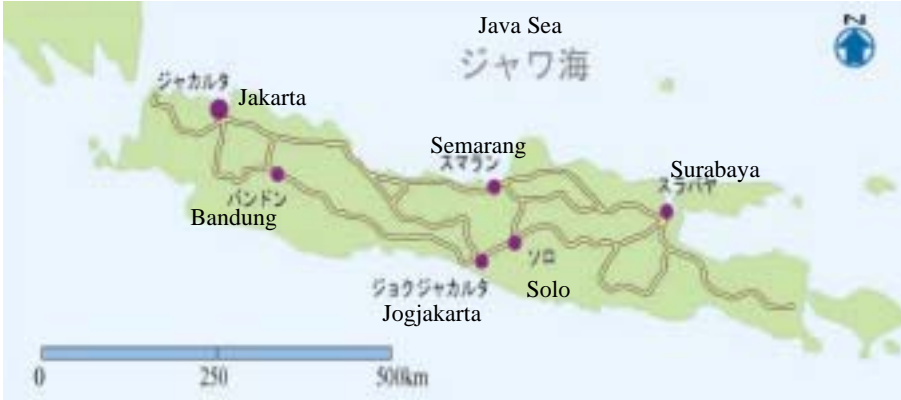 Java Sea
ジャワ海
N
ジャカルタ
Jakarta
Semarang
スマラン
Surabaya
スラバヤ
バンドン
Bandung
ソロ
Solo
ジョクジャカルタ
Jogjakarta
0 250 500km